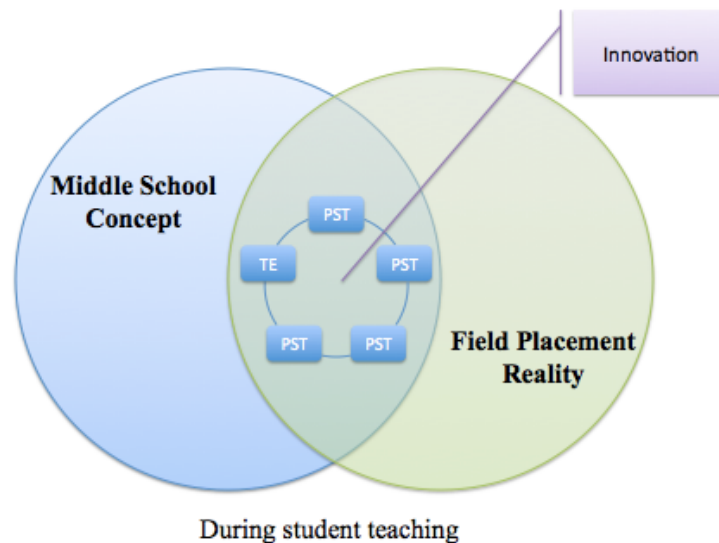 Innovation
Middle School
Concept
PST
TE
PST
PST
PST
Field Placement
Reality
During student teaching